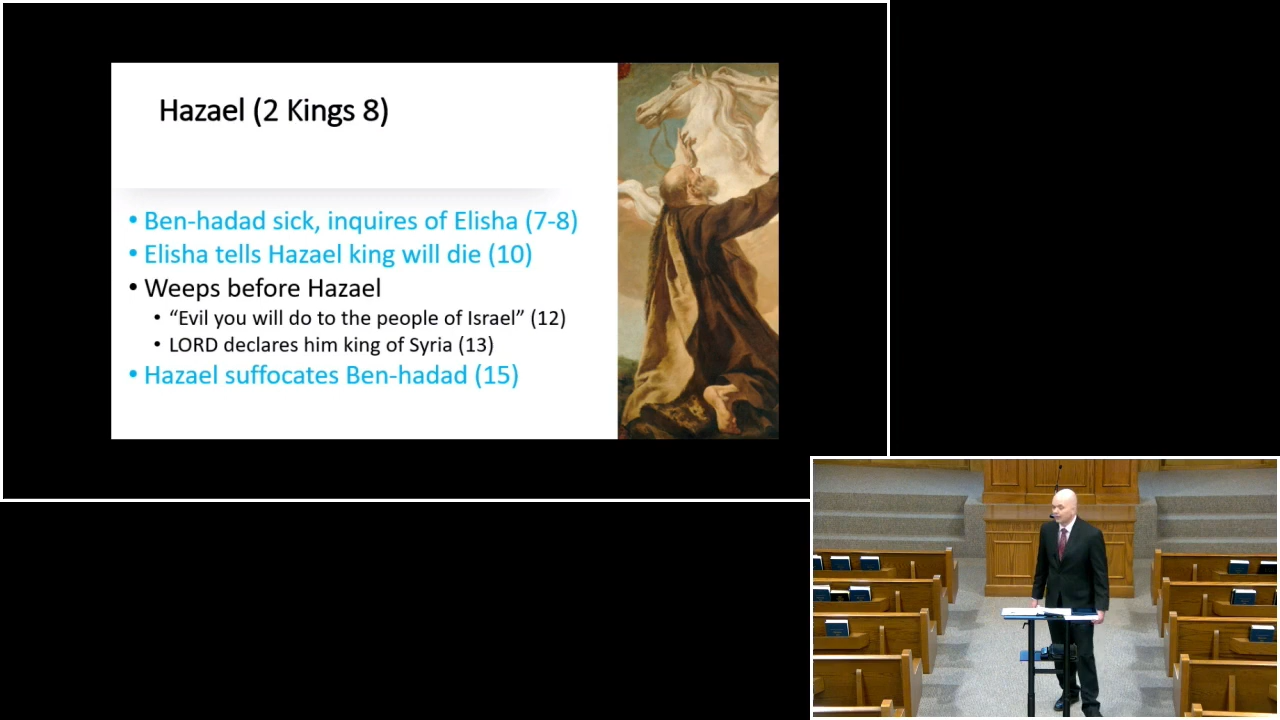 Hazael (2 Kings 8)
• Ben-hadad sick, inquires of Elisha (7-8)
• Elisha tells Hazael king will die (10)
• Weeps before Hazael
• “Evil you will do to the people of Israel” (12)
• LORD declares him king of Syria (13)
• Hazael suffocates Ben-hadad (15)